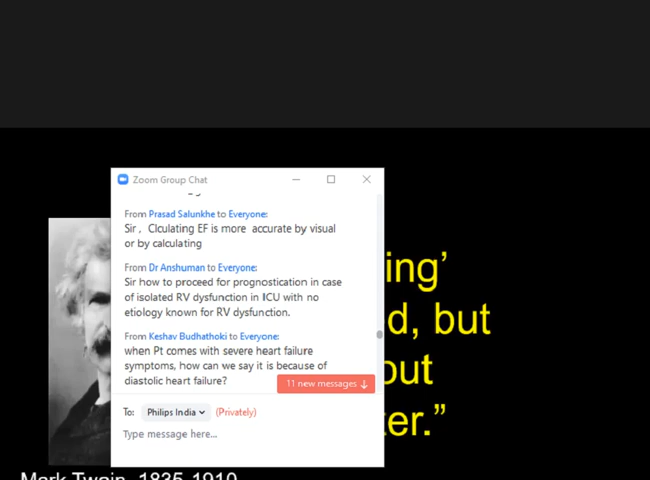 Zoom Group Chat
From Prasad Salunkhe to Everyone:
Sir , Clculating EF is more accurate by visual
or by calculating
From Dr Anshuman to Everyone:
Sir how to proceed for prognostication in case
of isolated RV dysfunction in ICU with no
etiology known for RV dysfunction.
From Keshav Budhathoki to Everyone:
when Pt comes with severe heart failure
symptoms, how can we say it is because of
diastolic heart failure?
11 new messages ↓
To: Philips India (Privately)
Type message here...
ing’
d, but
out
ter.”
Mark Twain, 1835-1910